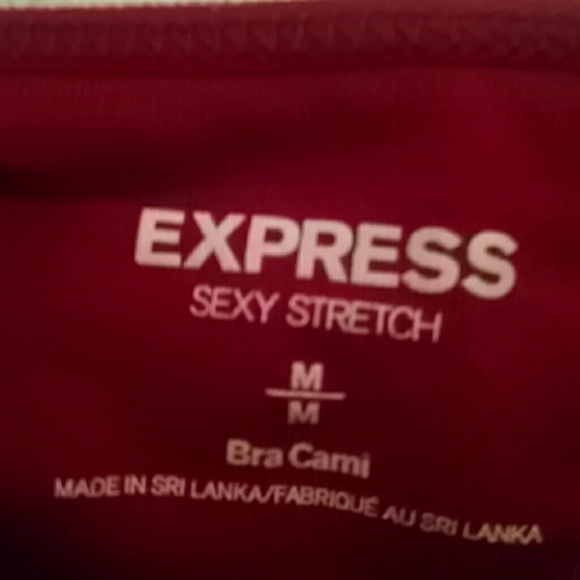 EXPRESS
SEXY STRETCH
M
M
Bra Cami
MADE IN SRI LANKA/FABRIQUÉ AU SRI LANKA